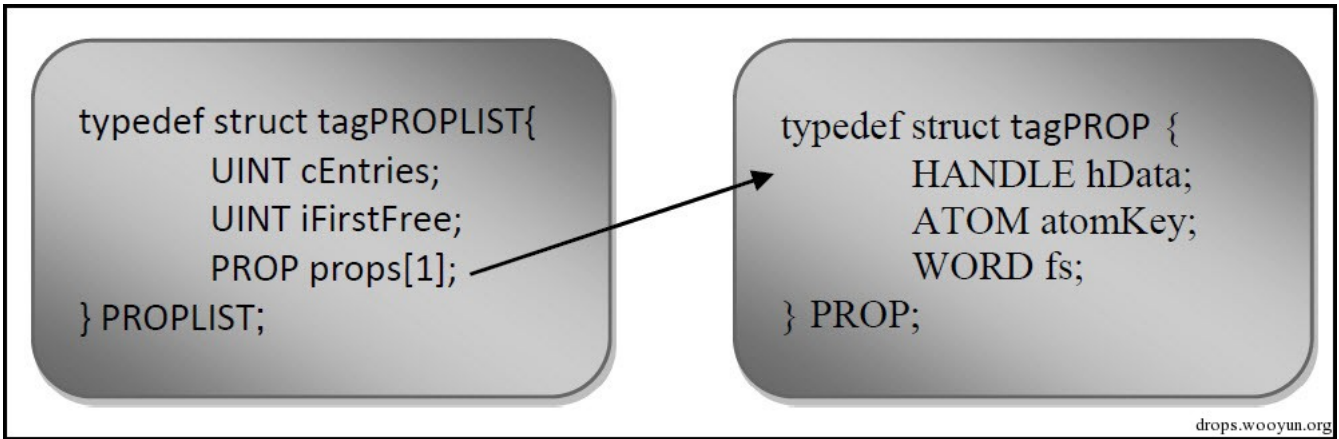 typedef struct tagPROPLIST{
UINT cEntries;
UINT iFirstFree;
PROP props[1];
} PROPLIST;
typedef struct tagPROP {
HANDLE hData;
ATOM atomKey;
WORD fs;
} PROP;
drops.wooyun.org